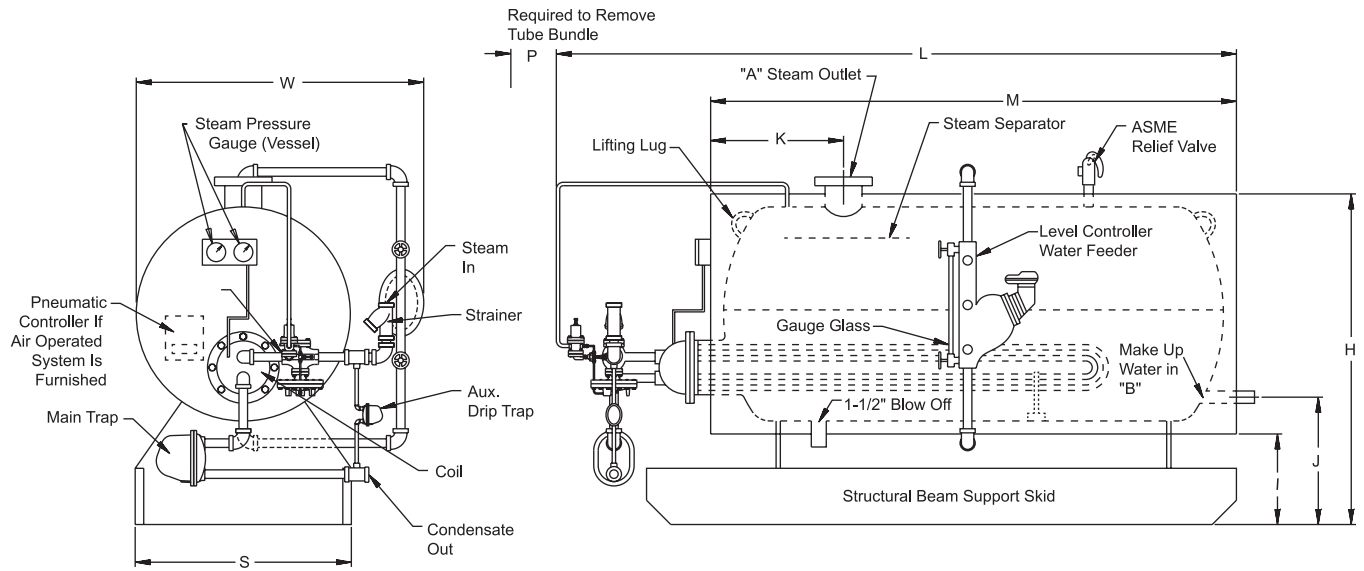 Required to Remove
Tube Bundle
P
L
W
"A" Steam Outlet
M
Steam Pressure
Gauge (Vessel)
K
Steam Separator
ASME
Relief Valve
Lifting Lug
Level Controller
Water Feeder
Steam
In
Pneumatic
Controller If
Air Operated
System Is
Furnished
Strainer
Gauge Glass
Make Up
Water in
"B"
H
Main Trap
Aux.
Drip Trap
1-1/2" Blow Off
J
Coil
Structural Beam Support Skid
Condensate
Out
S